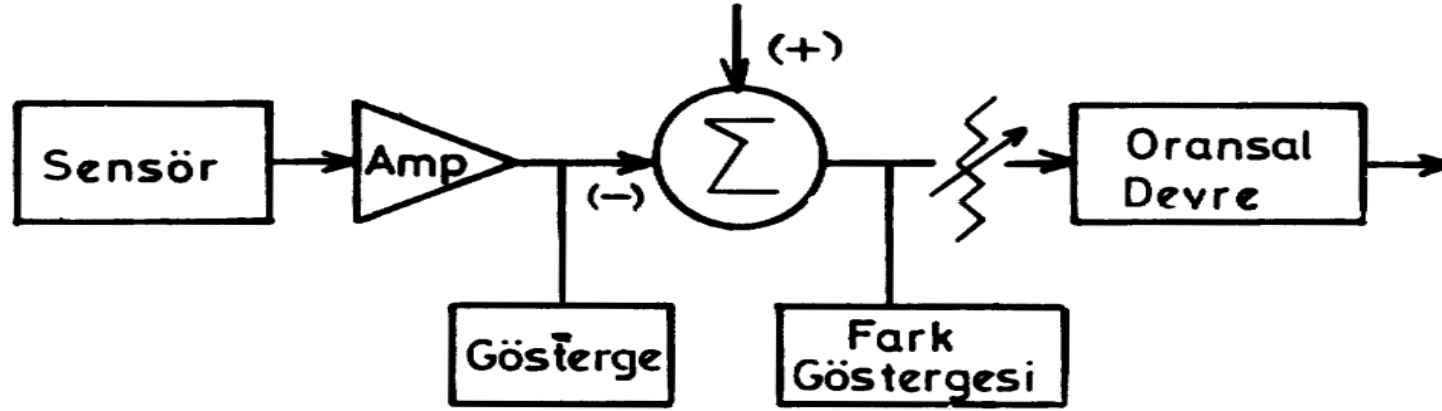 (+)
Sensör
Amp
(−)
Σ
Oransal
Devre
Gösterge
Fark
Göstergesi